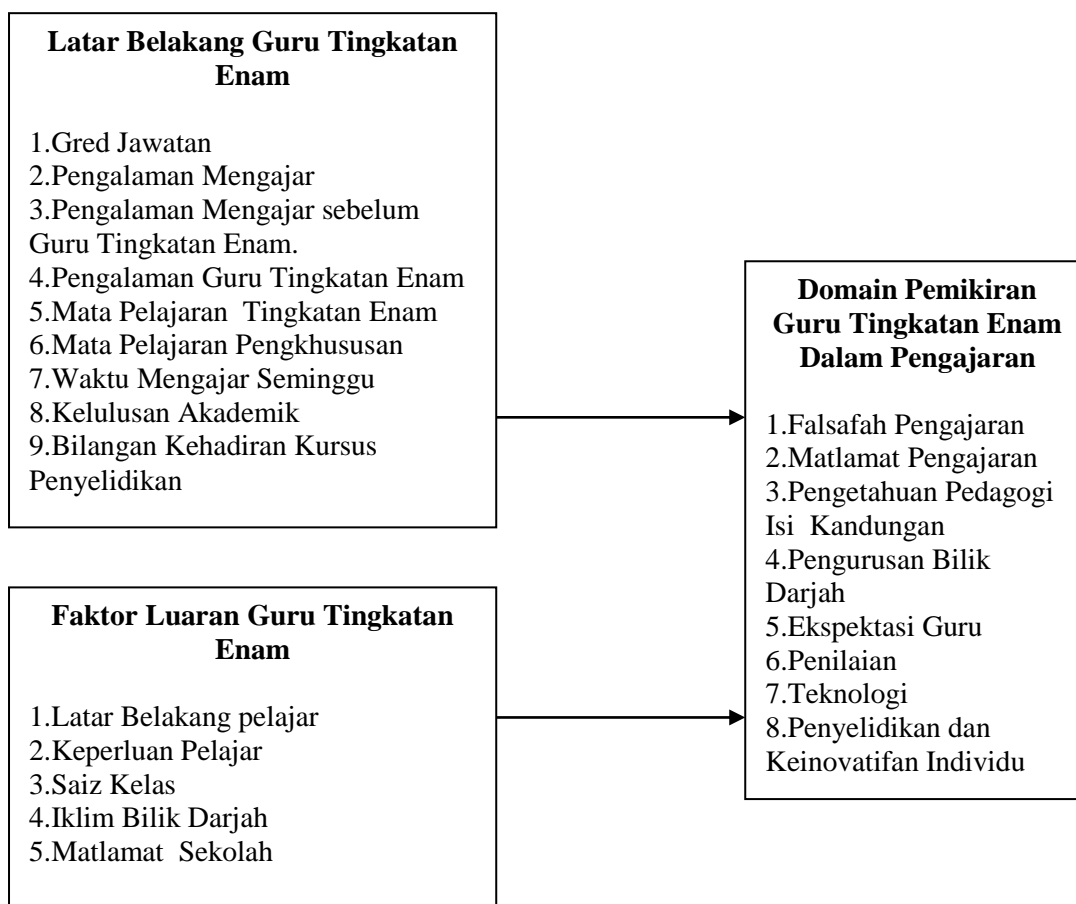 Latar Belakang Guru Tingkatan
Enam
1.Gred Jawatan
2.Pengalaman Mengajar
3.Pengalaman Mengajar sebelum
Guru Tingkatan Enam.
4.Pengalaman Guru Tingkatan Enam
5.Mata Pelajaran Tingkatan Enam
6.Mata Pelajaran Pengkhususan
7.Waktu Mengajar Seminggu
8.Kelulusan Akademik
9.Bilangan Kehadiran Kursus
Penyelidikan
Faktor Luaran Guru Tingkatan
Enam
1.Latar Belakang pelajar
2.Keperluan Pelajar
3.Saiz Kelas
4.Iklim Bilik Darjah
5.Matlamat Sekolah
Domain Pemikiran
Guru Tingkatan Enam
Dalam Pengajaran
1.Falsafah Pengajaran
2.Matlamat Pengajaran
3.Pengetahuan Pedagogi
Isi Kandungan
4.Pengurusan Bilik
Darjah
5.Ekspektasi Guru
6.Penilaian
7.Teknologi
8.Penyelidikan dan
Keinovatifan Individu